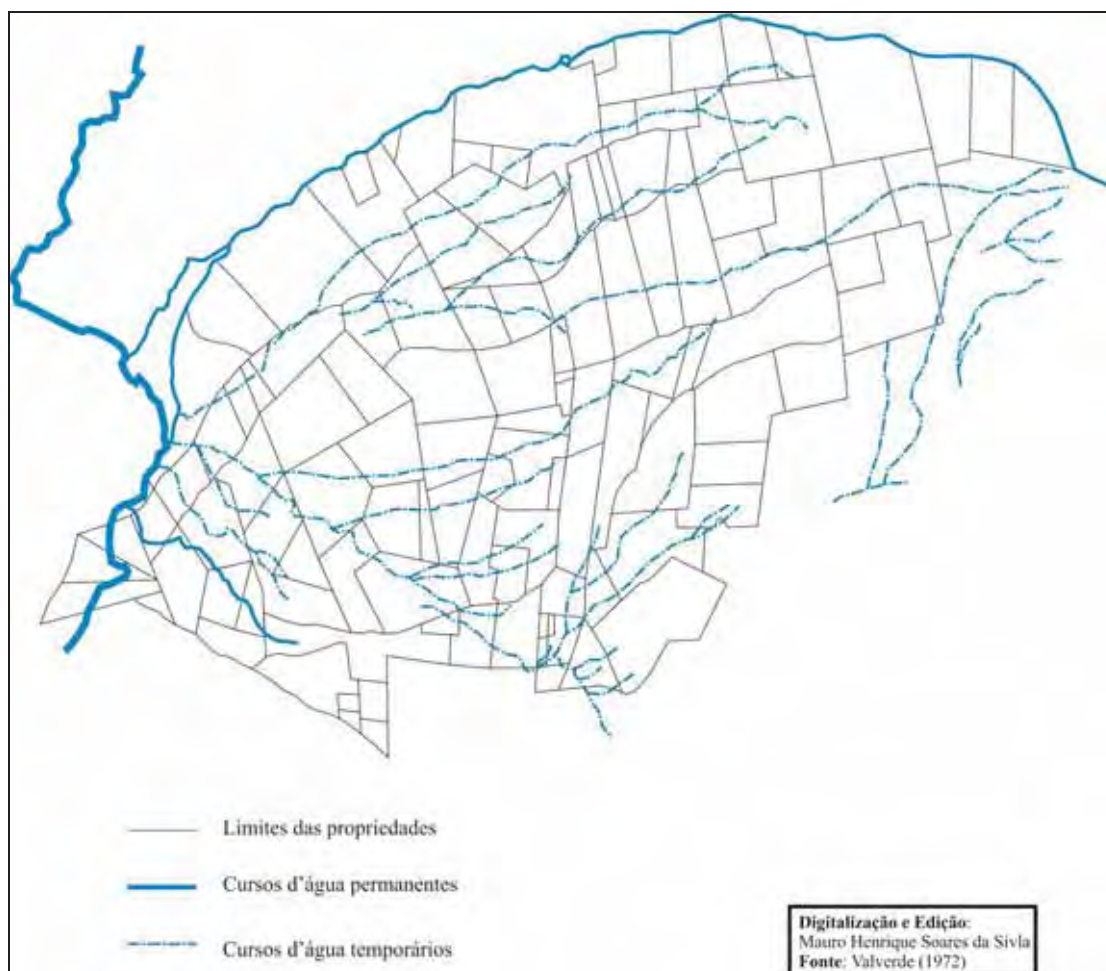 Limites das propriedades
Cursos d'água permanentes
Cursos d'água temporários
Digitalização e Edição:
Mauro Henrique Soares da Sivla
Fonte: Valverde (1972)